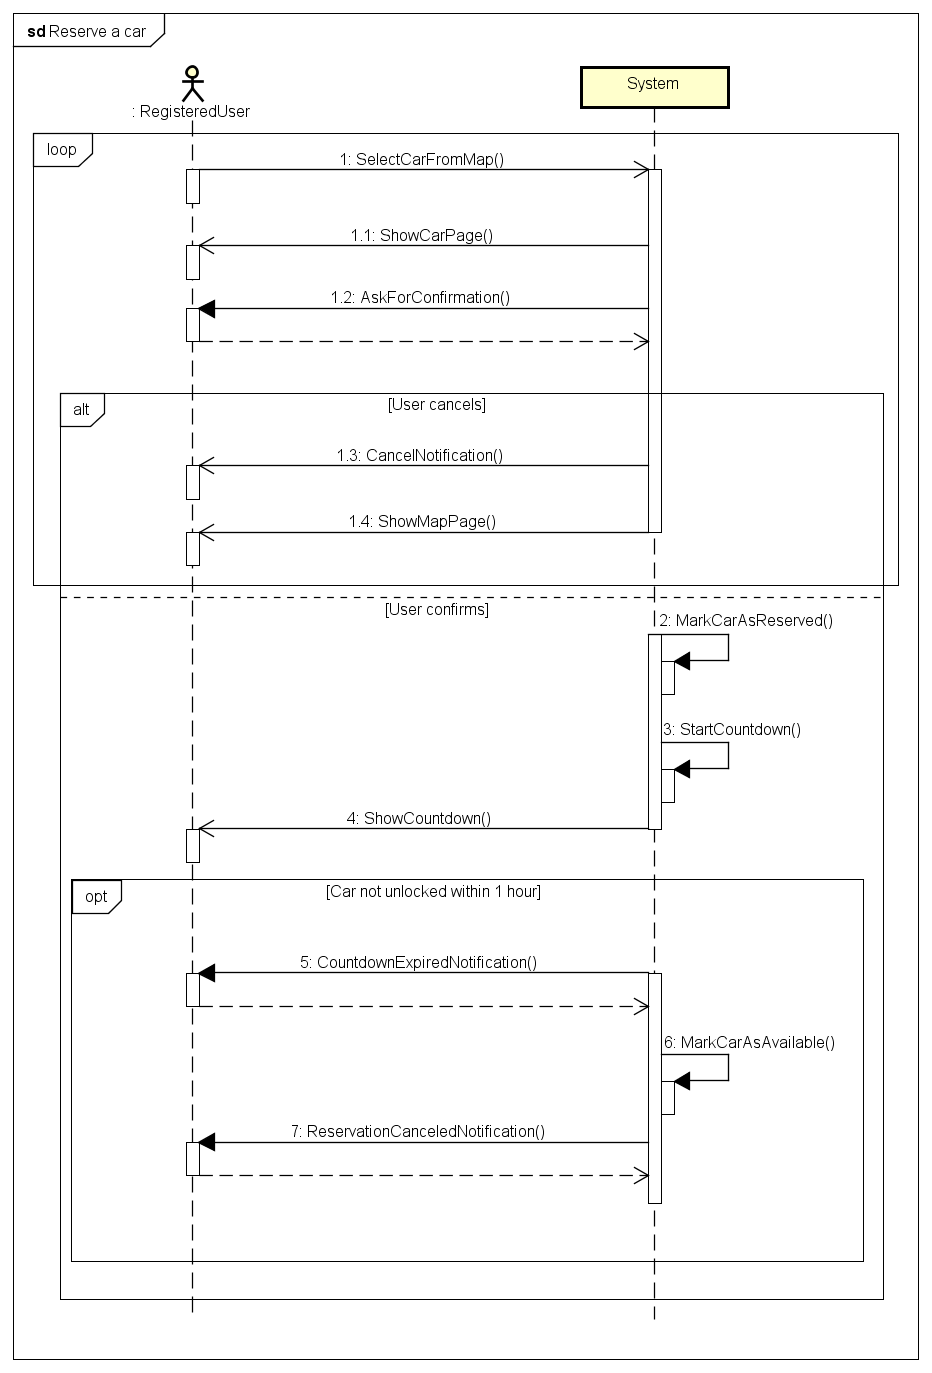 sd Reserve a car
: RegisteredUser
System
loop
1: SelectCarFromMap()
1.1: ShowCarPage()
1.2: AskForConfirmation()
alt
[User cancels]
1.3: CancelNotification()
1.4: ShowMapPage()
[User confirms]
2: MarkCarAsReserved()
3: StartCountdown()
4: ShowCountdown()
opt
[Car not unlocked within 1 hour]
5: CountdownExpiredNotification()
6: MarkCarAsAvailable()
7: ReservationCanceledNotification()